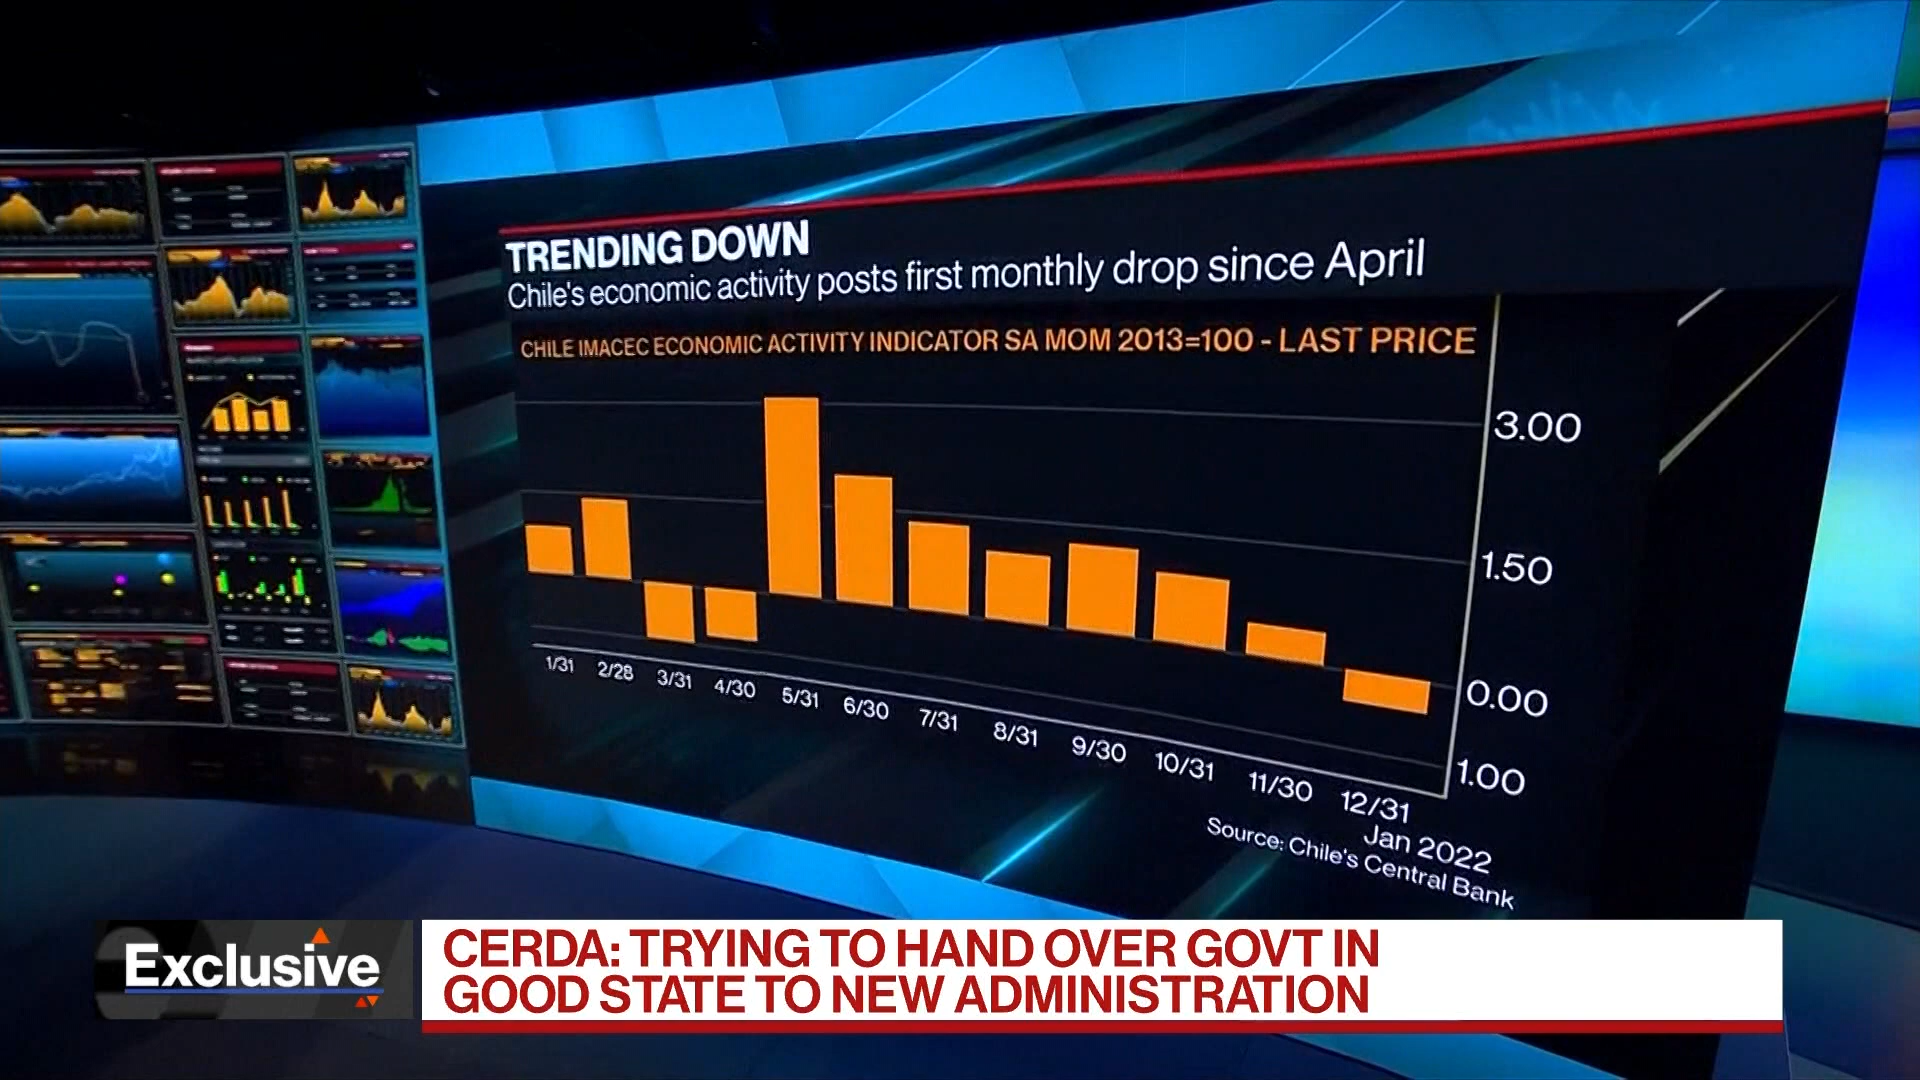 TRENDING DOWN
Chile's economic activity posts first monthly drop since April
CHILE IMACEC ECONOMIC ACTIVITY INDICATOR SA MOM 2013=100 - LAST PRICE
3.00
1.50
0.00
1.00
1/31 2/28 3/31 4/30 5/31 6/30 7/31 8/31 9/30 10/31 11/30 12/31
Jan 2022
Source: Chile's Central Bank
Exclusive
CERDA: TRYING TO HAND OVER GOVT IN
GOOD STATE TO NEW ADMINISTRATION